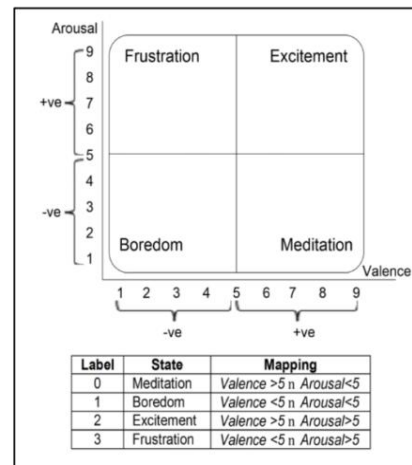 Arousal
9 Frustration Excitement
8
+ve 7
6
5
4
-ve 3
2
1 Boredom Meditation
Valence
1 2 3 4 5 6 7 8 9
-ve +ve
Label State Mapping
0 Meditation Valence >5 n Arousal<5
1 Boredom Valence <5 n Arousal<5
2 Excitement Valence >5 n Arousal>5
3 Frustration Valence <5 n Arousal>5